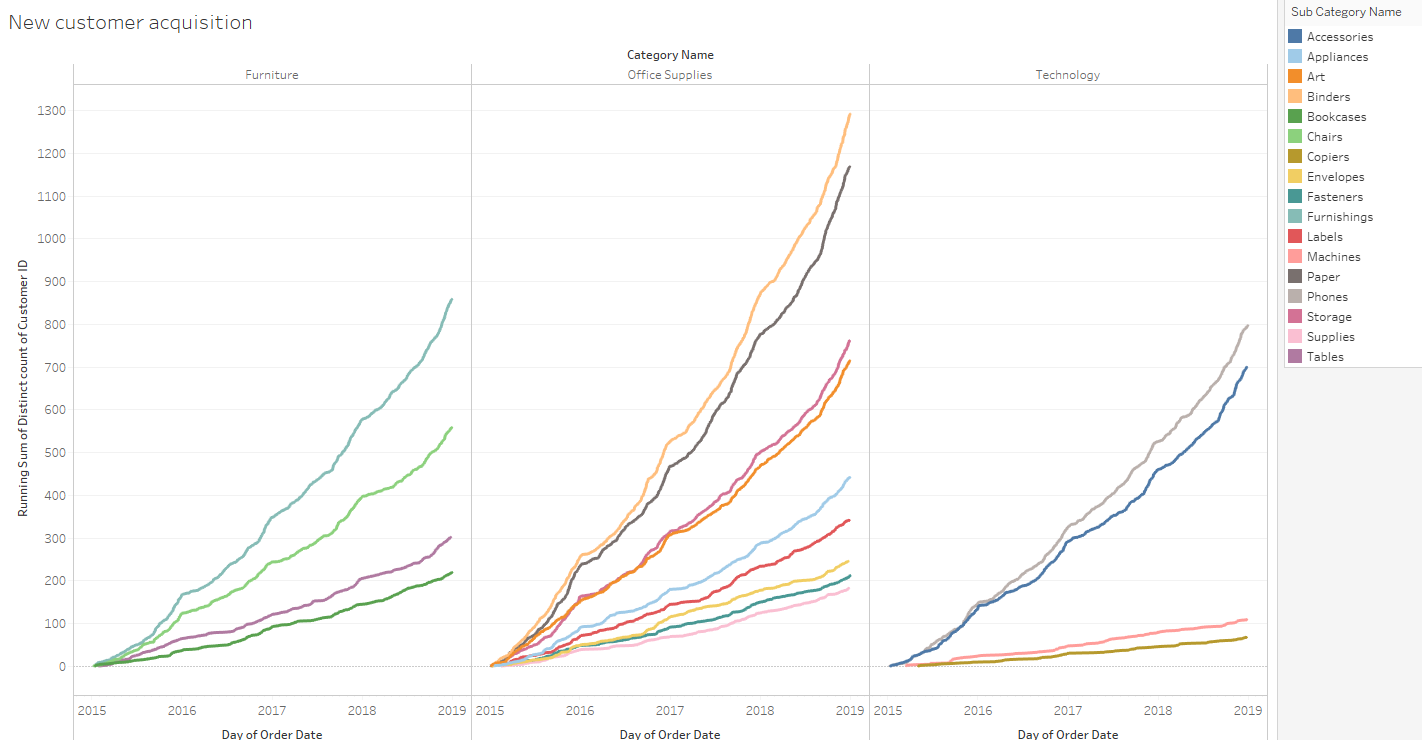 New customer acquisition
Category Name
Furniture
Office Supplies
Technology
Running Sum of Distinct count of Customer ID
1300
1200
1100
1000
900
800
700
600
500
400
300
200
100
0
2015 2016 2017 2018 2019
2015 2016 2017 2018 2019
2015 2016 2017 2018 2019
Day of Order Date
Day of Order Date
Day of Order Date
Sub Category Name
Accessories
Appliances
Art
Binders
Bookcases
Chairs
Copiers
Envelopes
Fasteners
Furnishings
Labels
Machines
Paper
Phones
Storage
Supplies
Tables